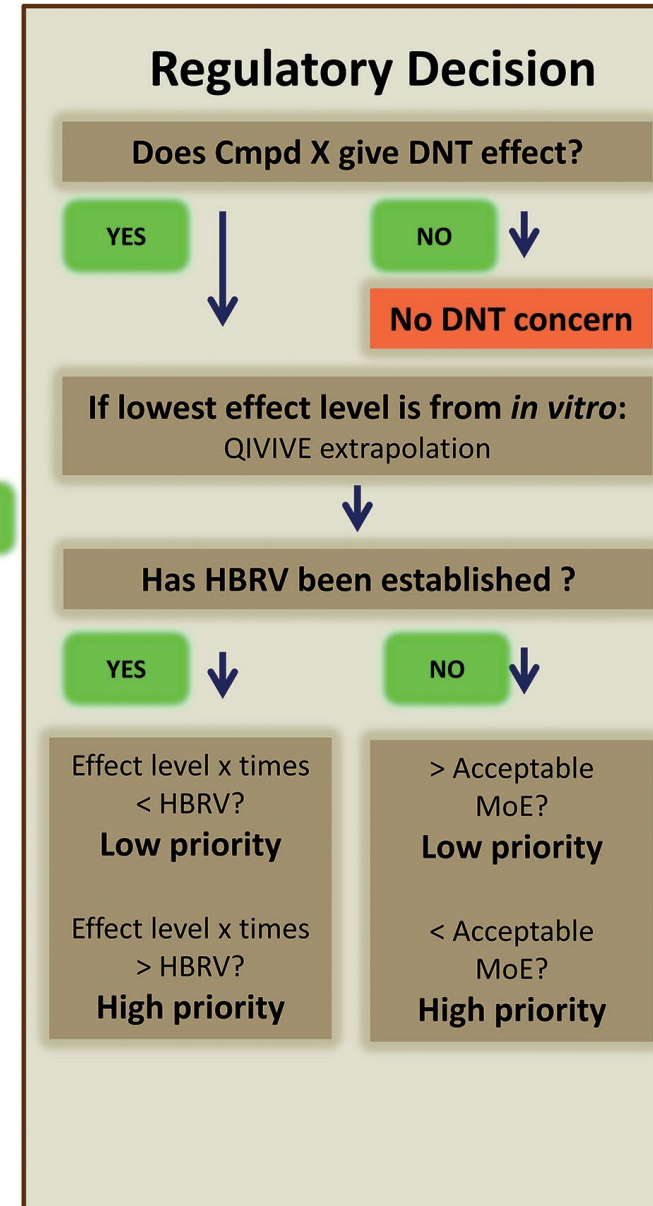 Regulatory Decision
Does Cmpd X give DNT effect?
YES
NO
No DNT concern
If lowest effect level is from in vitro:
QIVIVE extrapolation
Has HBRV been established ?
YES
NO
Effect level x times
< HBRV?
Low priority
Effect level x times
> HBRV?
High priority
> Acceptable
MoE?
Low priority
< Acceptable
MoE?
High priority